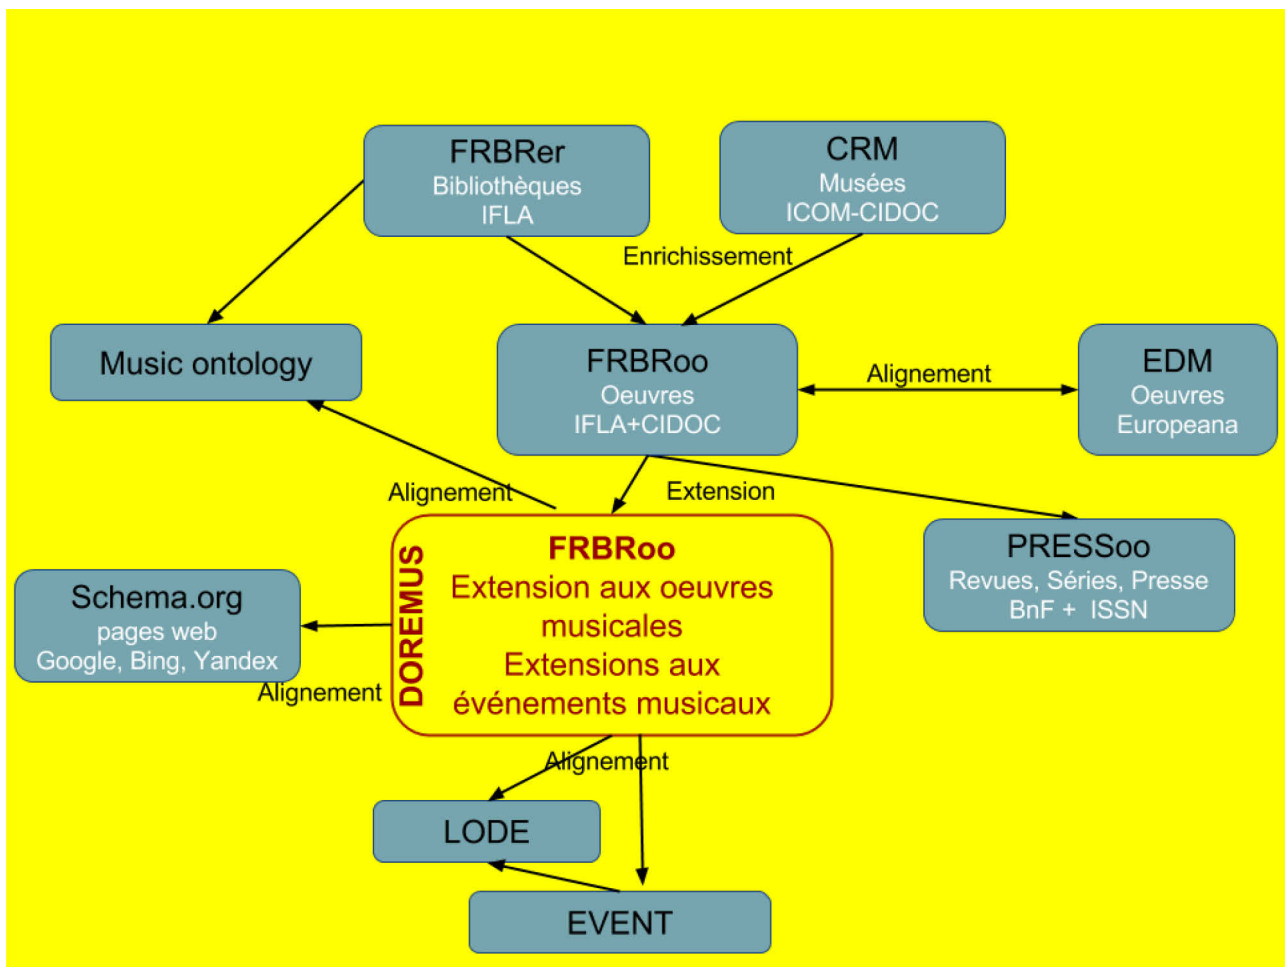 FRBRer
Bibliothèques
IFLA
CRM
Musées
ICOM-CIDOC
Enrichissement
Music ontology
FRBRoo
Oeuvres
IFLA+CIDOC
Alignement
EDM
Oeuvres
Europeana
Alignement
Extension
DOREMUS
FRBRoo
Extension aux oeuvres
musicales
Extensions aux
événements musicaux
PRESSoo
Revues, Séries, Presse
BnF + ISSN
Schema.org
pages web
Google, Bing, Yandex
Alignement
Alignement
LODE
EVENT